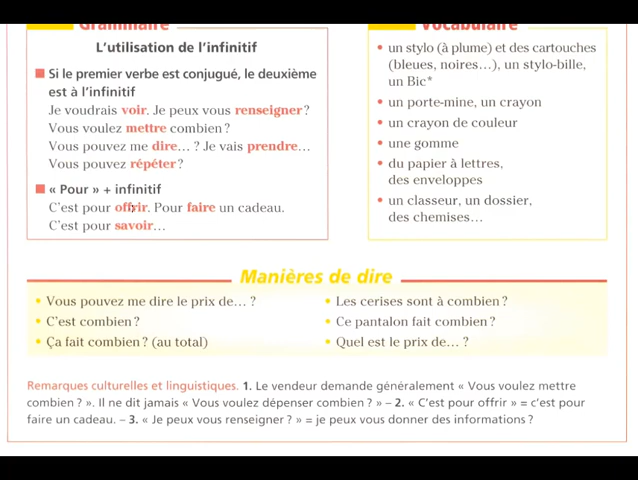 Grammaire
L'utilisation de l'infinitif
Si le premier verbe est conjugué, le deuxième
est à l'infinitif
Je voudrais voir. Je peux vous renseigner ?
Vous voulez mettre combien ?
Vous pouvez me dire… ? Je vais prendre…
Vous pouvez répéter ?
« Pour » + infinitif
C'est pour offrir. Pour faire un cadeau.
C'est pour savoir…
Vocabulaire
• un stylo (à plume) et des cartouches
(bleues, noires…), un stylo-bille,
un Bic*
• un porte-mine, un crayon
• un crayon de couleur
• une gomme
• du papier à lettres,
des enveloppes
• un classeur, un dossier,
des chemises…
Manières de dire
• Vous pouvez me dire le prix de… ?
• C'est combien ?
• Ça fait combien ? (au total)
• Les cerises sont à combien ?
• Ce pantalon fait combien ?
• Quel est le prix de… ?
Remarques culturelles et linguistiques. 1. Le vendeur demande généralement « Vous voulez mettre
combien ? ». Il ne dit jamais « Vous voulez dépenser combien ? » – 2. « C'est pour offrir » = c'est pour
faire un cadeau. – 3. « Je peux vous renseigner ? » = je peux vous donner des informations ?